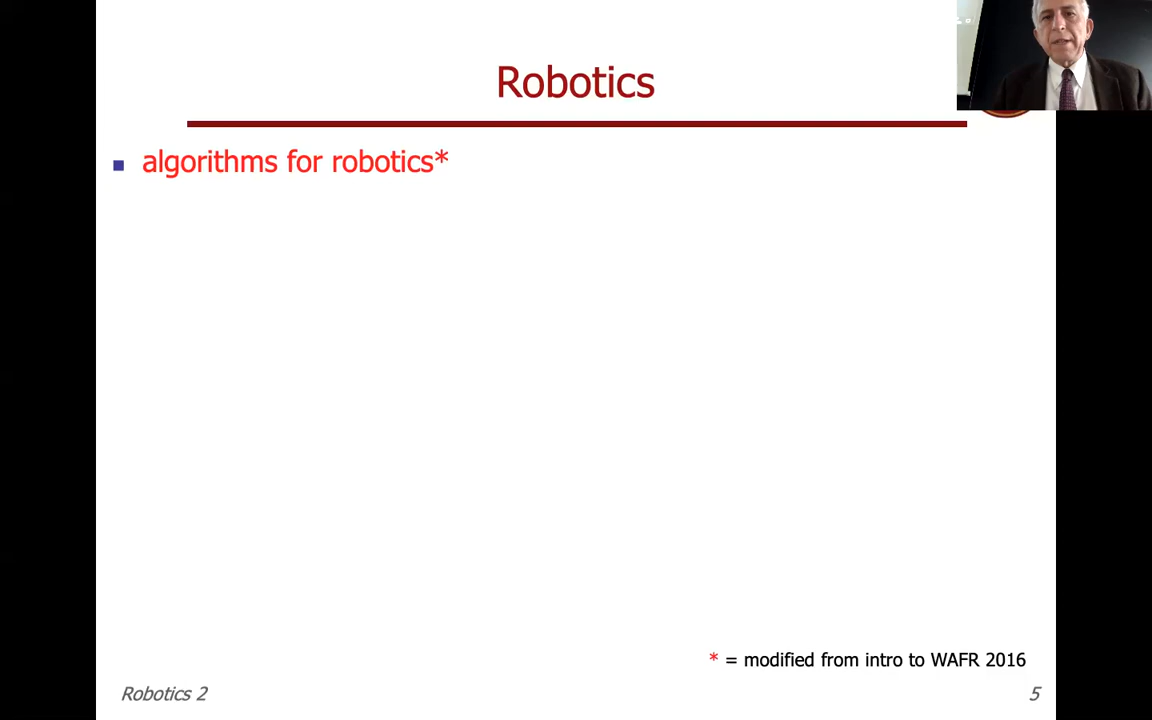 Robotics
algorithms for robotics*
* = modified from intro to WAFR 2016
Robotics 2
5